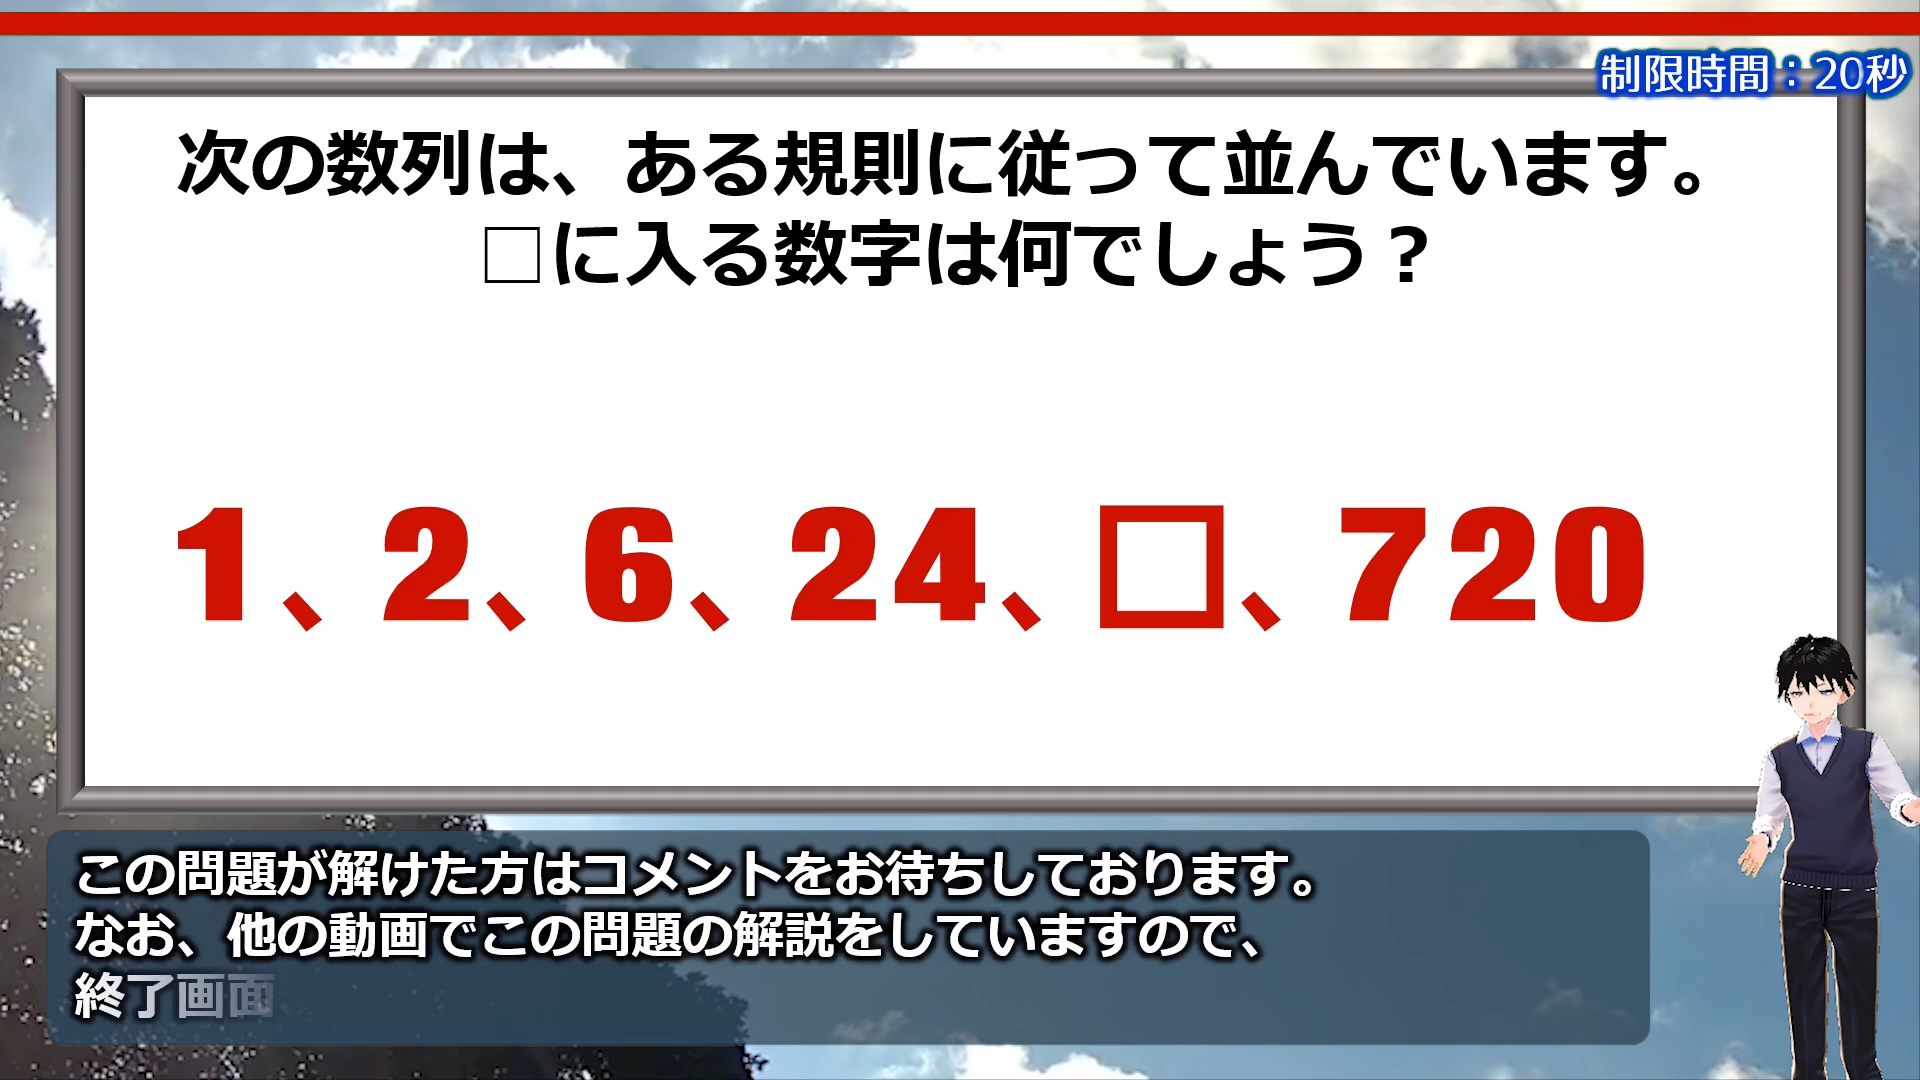 制限時間：20秒
次の数列は、ある規則に従って並んでいます。
□に入る数字は何でしょう？
1、2、6、24、□、720
この問題が解けた方はコメントをお待ちしております。
なお、他の動画でこの問題の解説をしていますので、
終了画面